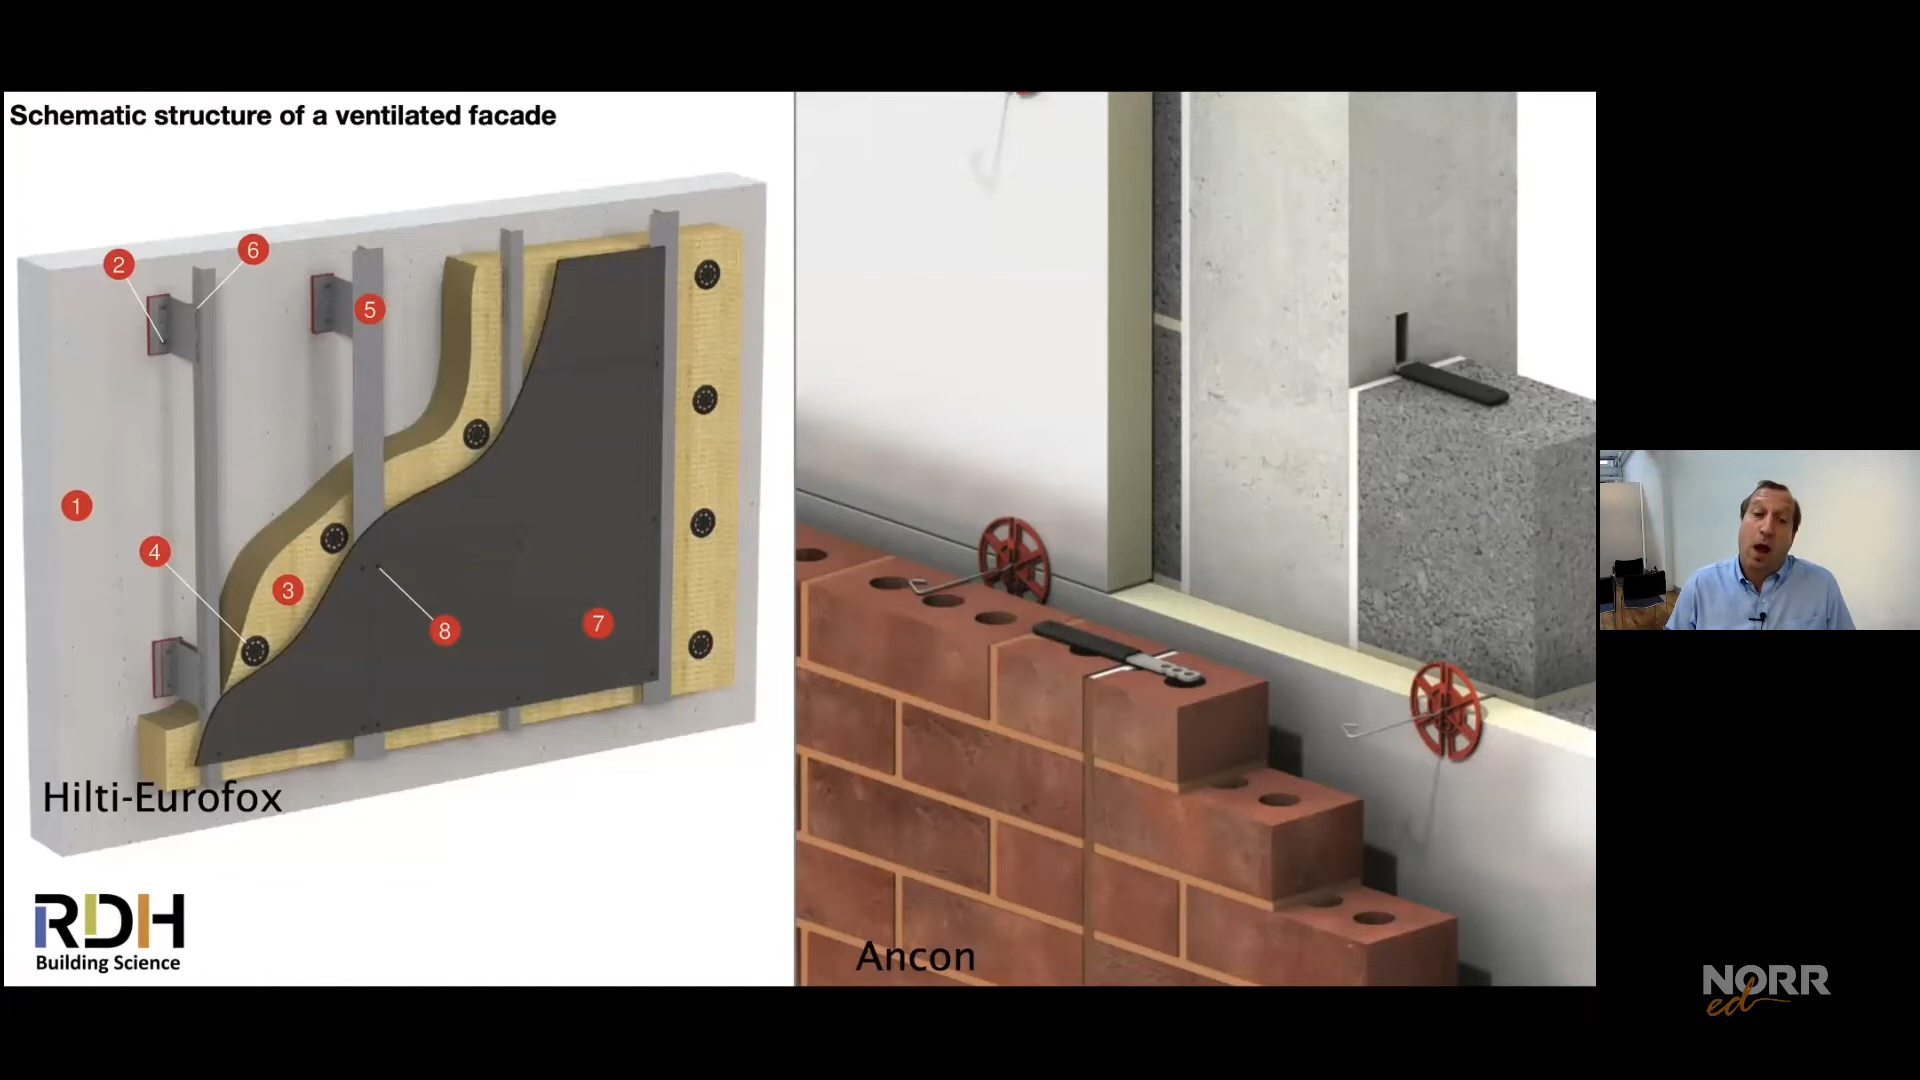 Schematic structure of a ventilated facade
2
6
5
1
4
3
8
7
Hilti-Eurofox
RDH
Building Science
Ancon
NORR
ed